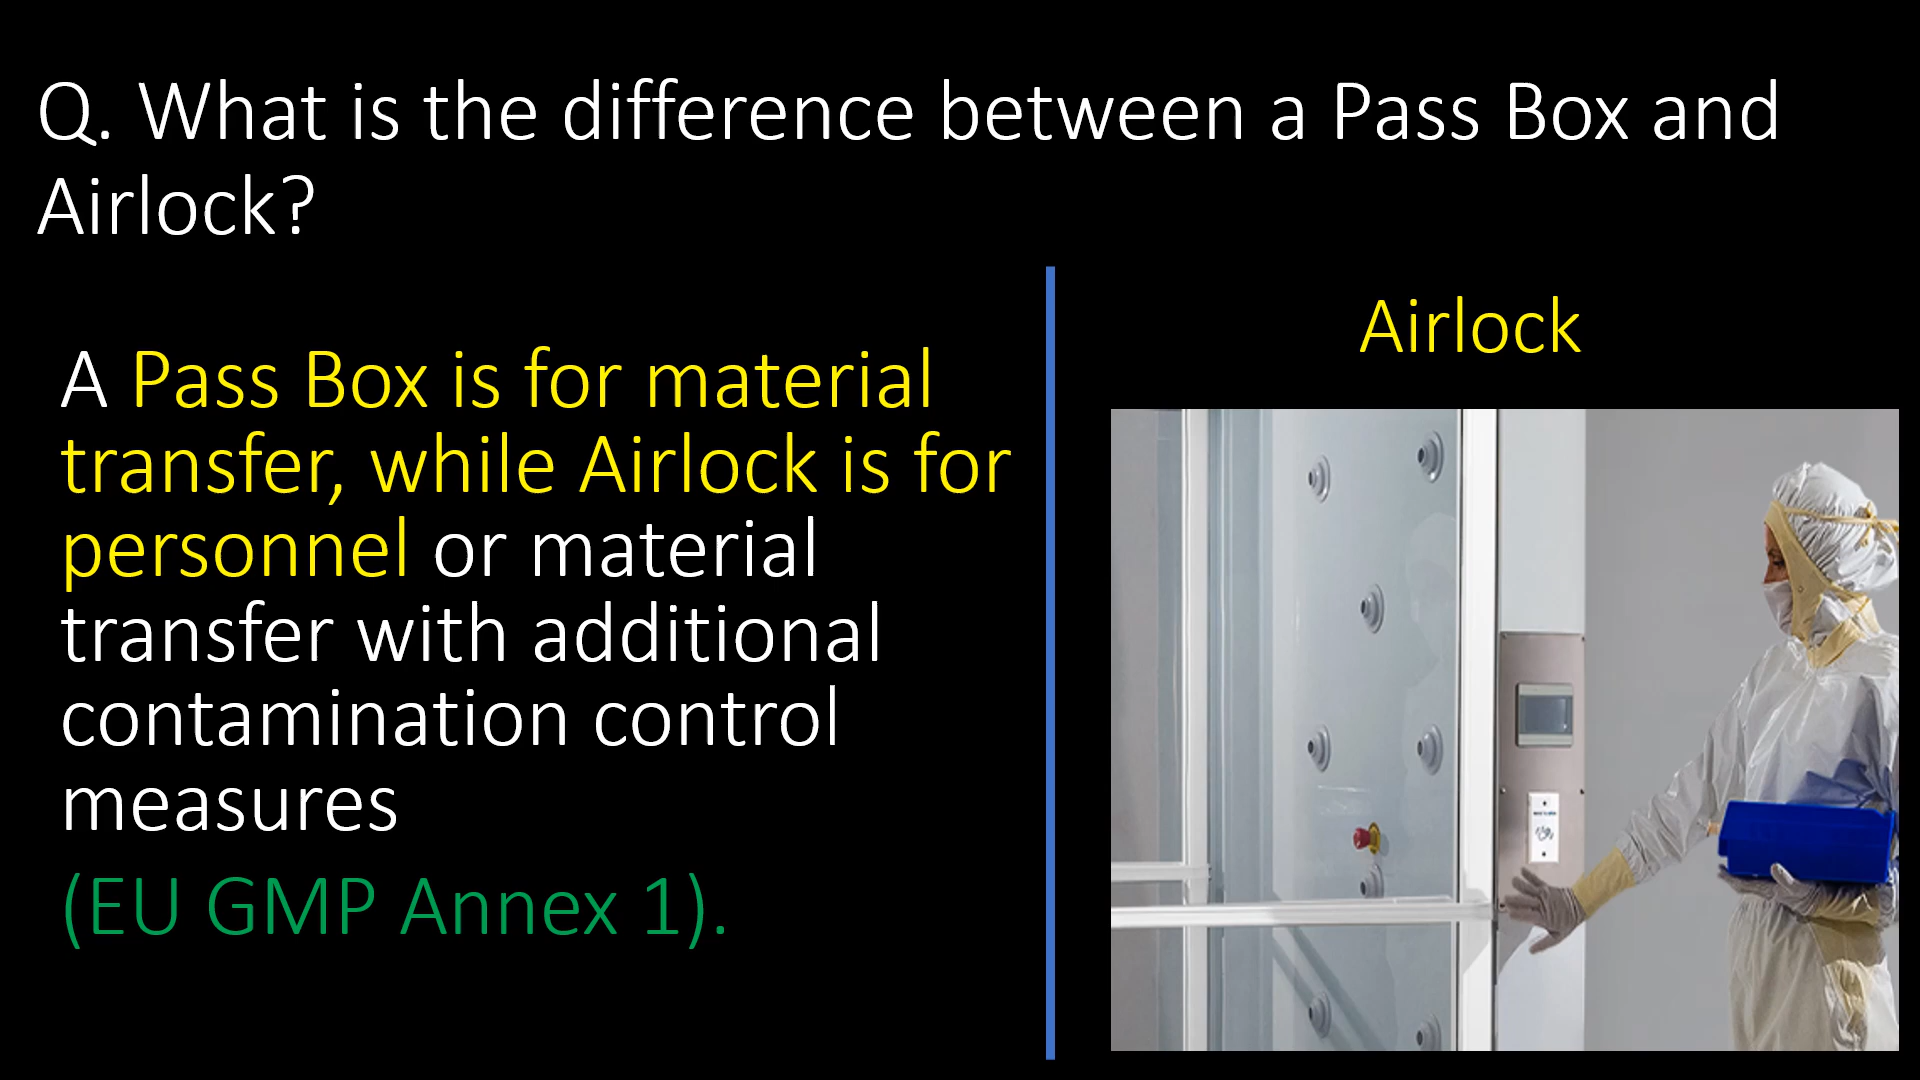 Q. What is the difference between a Pass Box and
Airlock?
A Pass Box is for material
transfer, while Airlock is for
personnel or material
transfer with additional
contamination control
measures
(EU GMP Annex 1).
Airlock